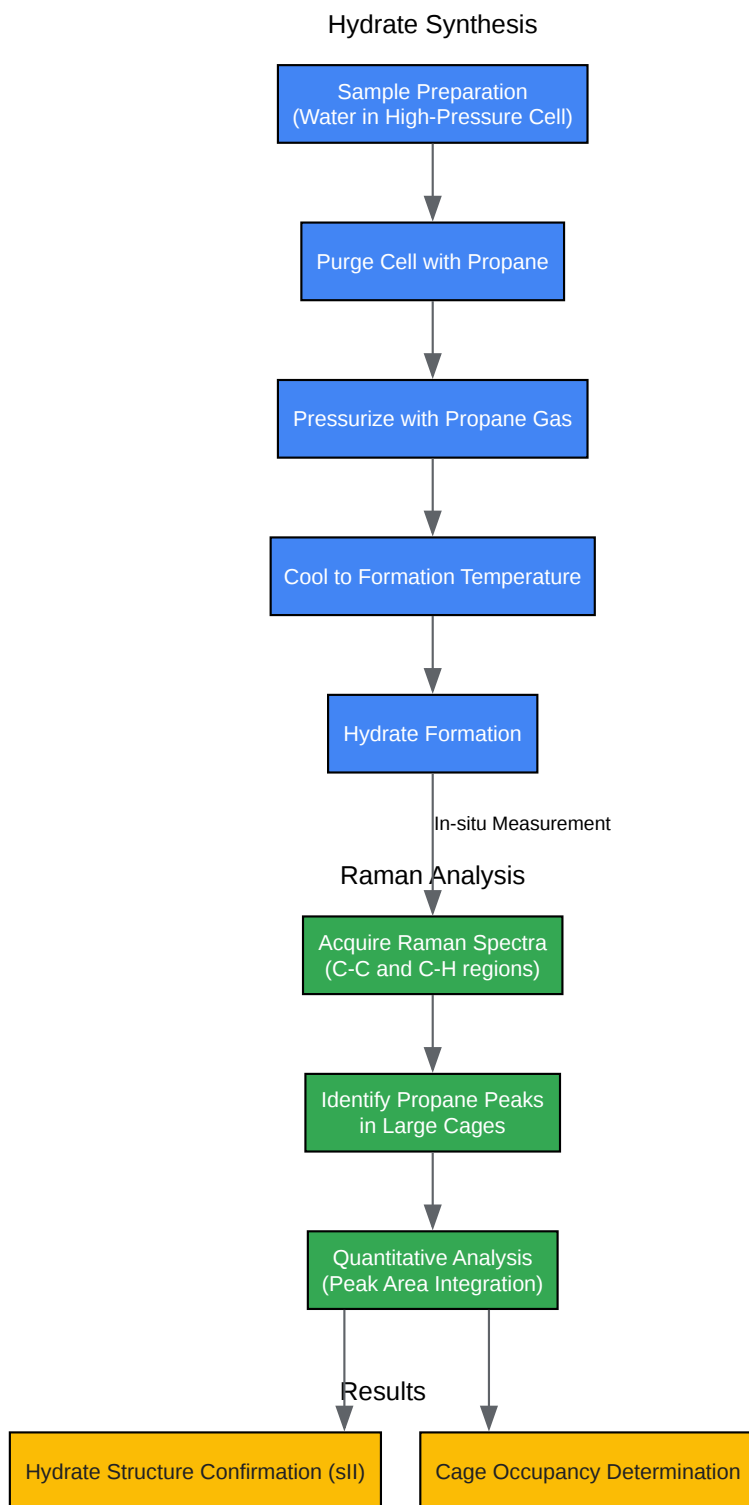 Hydrate Synthesis
Sample Preparation
(Water in High-Pressure Cell)
Purge Cell with Propane
Pressurize with Propane Gas
Cool to Formation Temperature
Hydrate Formation
In-situ Measurement
Raman Analysis
Acquire Raman Spectra
(C-C and C-H regions)
Identify Propane Peaks
in Large Cages
Quantitative Analysis
(Peak Area Integration)
Results
Hydrate Structure Confirmation (sII)
Cage Occupancy Determination